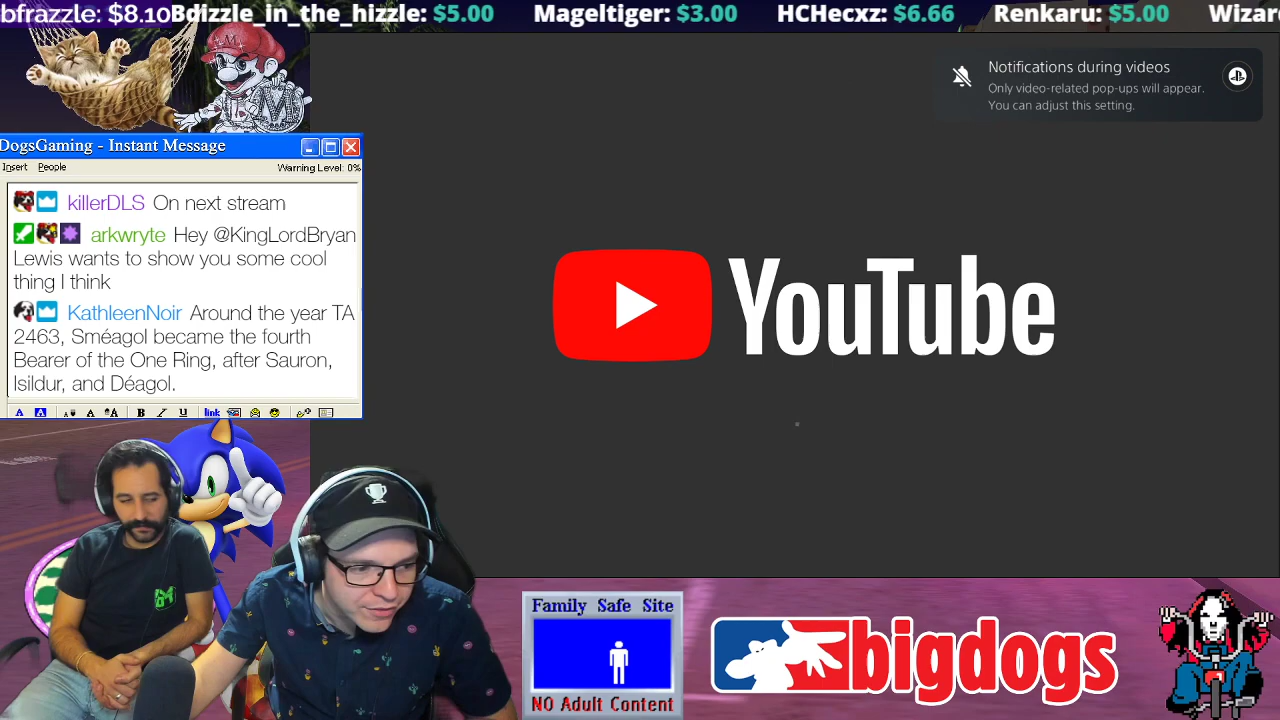 bfrazzle: $8.10
Bdizzle_in_the_hizzle: $5.00 Mageltiger: $3.00 HCHecxz: $6.66 Renkaru: $5.00 Wizar
Notifications during videos
Only video-related pop-ups will appear.
You can adjust this setting.
DogsGaming - Instant Message
Insert People Warning Level: 0%
killerDLS On next stream
arkwryte Hey @KingLordBryan
Lewis wants to show you some cool
thing I think
KathleenNoir Around the year TA
2463, Sméagol became the fourth
Bearer of the One Ring, after Sauron,
Isildur, and Déagol.
A A A A A B I U link
YouTube
Family Safe Site
NO Adult Content
bigdogs